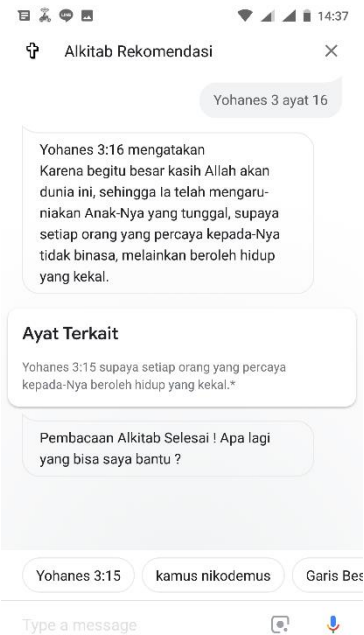 14:37
Alkitab Rekomendasi
Yohanes 3 ayat 16
Yohanes 3:16 mengatakan
Karena begitu besar kasih Allah akan
dunia ini, sehingga Ia telah mengaru-
niakan Anak-Nya yang tunggal, supaya
setiap orang yang percaya kepada-Nya
tidak binasa, melainkan beroleh hidup
yang kekal.
Ayat Terkait
Yohanes 3:15 supaya setiap orang yang percaya
kepada-Nya beroleh hidup yang kekal.*
Pembacaan Alkitab Selesai ! Apa lagi
yang bisa saya bantu ?
Yohanes 3:15 kamus nikodemus Garis Bes
Type a message